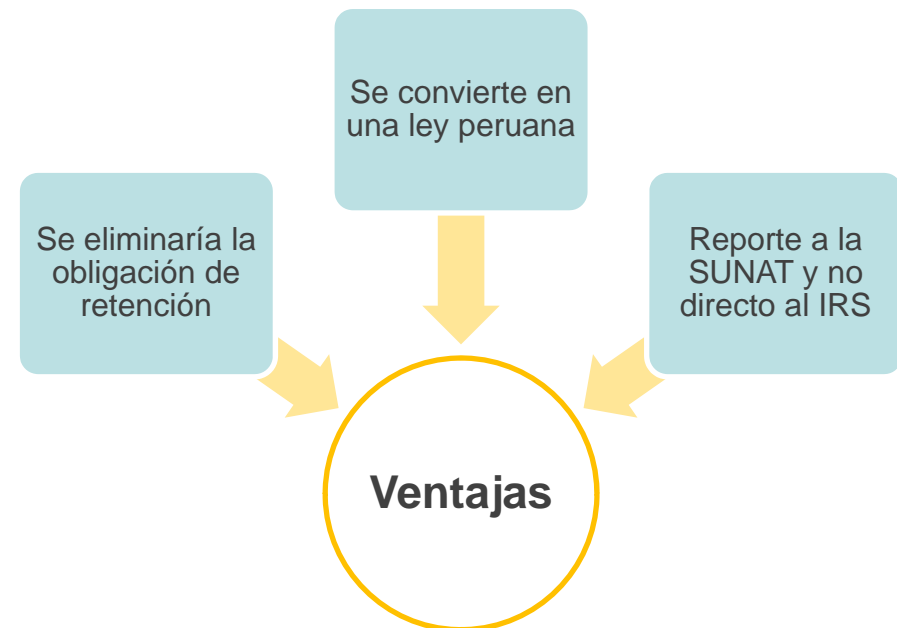 Se convierte en
una ley peruana
Se eliminaría la
obligación de
retención
Reporte a la
SUNAT y no
directo al IRS
Ventajas